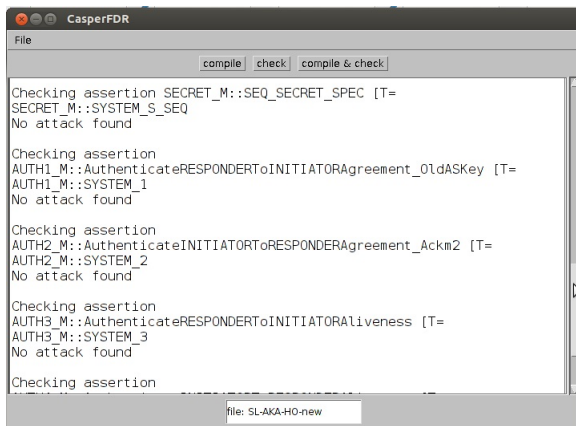 CasperFDR
File
compile check compile & check
Checking assertion SECRET_M::SEQ_SECRET_SPEC [T=
SECRET_M::SYSTEM_S_SEQ
No attack found
Checking assertion
AUTH1_M::AuthenticateRESPONDERToINITIATORAgreement_OldASKey [T=
AUTH1_M::SYSTEM_1
No attack found
Checking assertion
AUTH2_M::AuthenticateINITIATORToRESPONDERAgreement_Ackm2 [T=
AUTH2_M::SYSTEM_2
No attack found
Checking assertion
AUTH3_M::AuthenticateRESPONDERToINITIATORAliveness [T=
AUTH3_M::SYSTEM_3
No attack found
Checking assertion
file: SL-AKA-HO-new